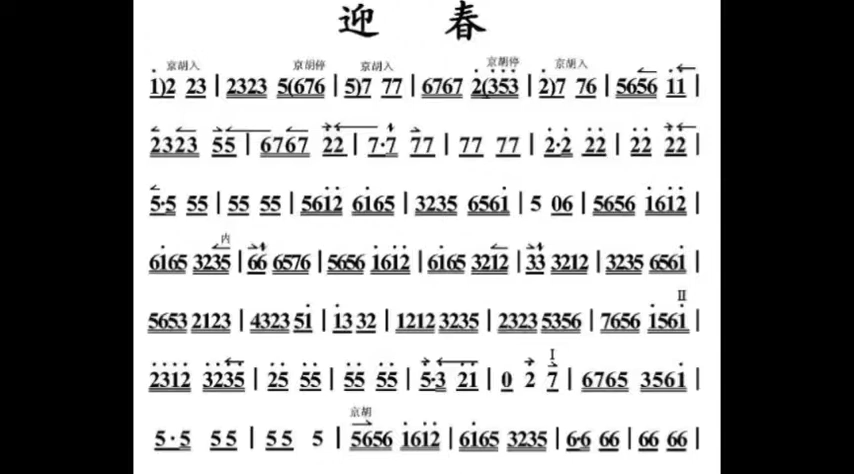 迎 春
京胡入 京胡停 京胡入 京胡停 京胡入
1)2 23 | 2323 5(676 | 5)7 77 | 6767 2(353 | 2)7 76 | 5656 11 |
2323 55 | 6767 22 | 7·7 77 | 77 77 | 2·2 22 | 22 22 |
5·5 55 | 55 55 | 5612 6165 | 3235 6561 | 5 06 | 5656 1612 |
内
6165 3235 | 66 6576 | 5656 1612 | 6165 3212 | 33 3212 | 3235 6561 |
II
5653 2123 | 4323 51 | 13 32 | 1212 3235 | 2323 5356 | 7656 1561 |
I
2312 3235 | 25 55 | 55 55 | 5·3 21 | 0 2 7 | 6765 3561 |
京胡
5·5 55 | 55 5 | 5656 1612 | 6165 3235 | 6·6 66 | 66 66 |